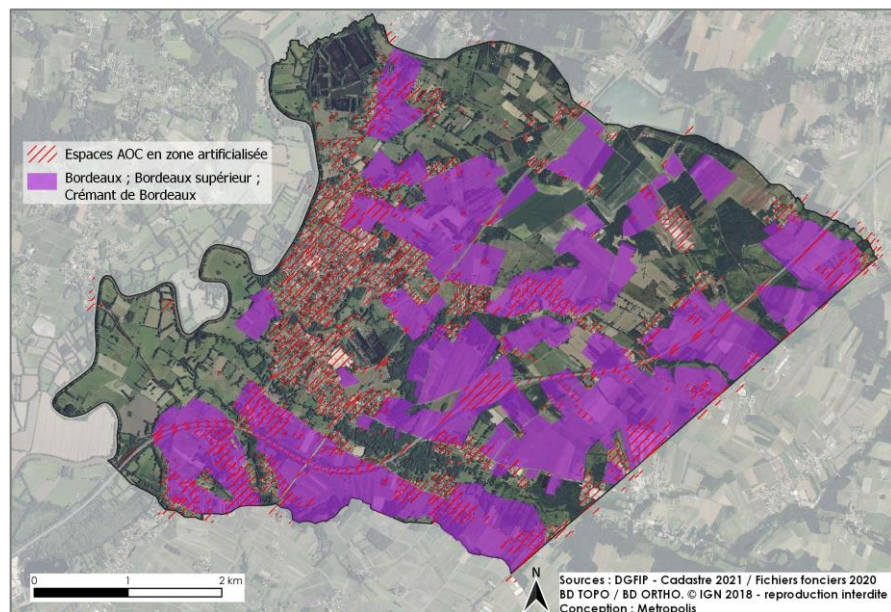 Espaces AOC en zone artificialisée
Bordeaux ; Bordeaux supérieur ;
Crémant de Bordeaux
0 1 2 km
N
Sources : DGFIP - Cadastre 2021 / Fichiers fonciers 2020
BD TOPO / BD ORTHO. © IGN 2018 - reproduction interdite
Conception : Metropolis